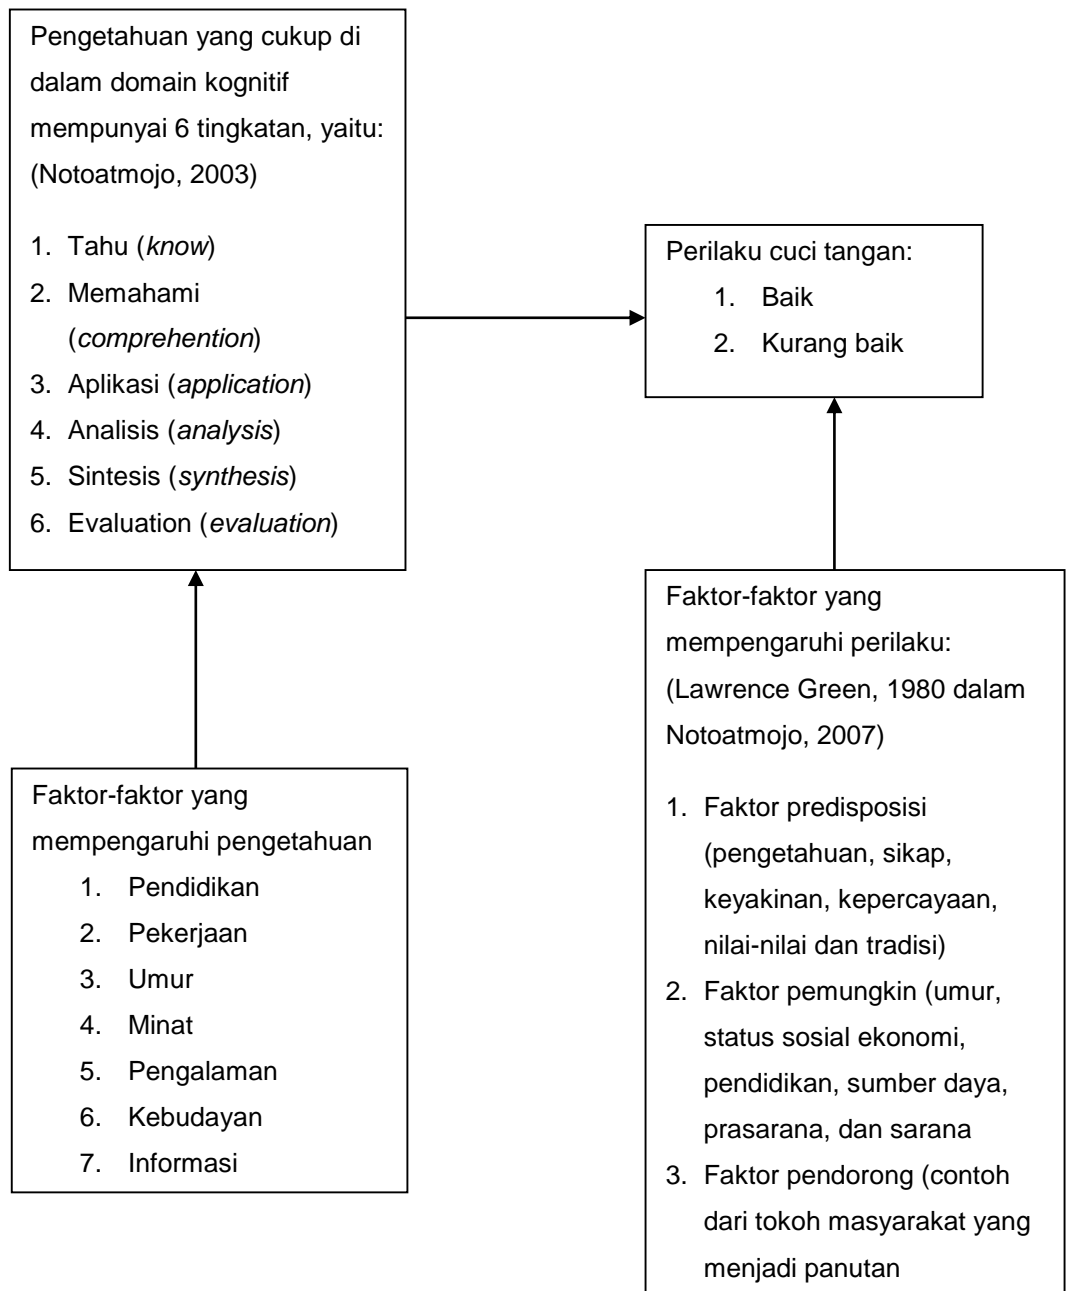 Pengetahuan yang cukup di
dalam domain kognitif
mempunyai 6 tingkatan, yaitu:
(Notoatmojo, 2003)
1. Tahu (know)
2. Memahami
(comprehention)
3. Aplikasi (application)
4. Analisis (analysis)
5. Sintesis (synthesis)
6. Evaluation (evaluation)
Perilaku cuci tangan:
1. Baik
2. Kurang baik
Faktor-faktor yang
mempengaruhi pengetahuan
1. Pendidikan
2. Pekerjaan
3. Umur
4. Minat
5. Pengalaman
6. Kebudayan
7. Informasi
Faktor-faktor yang
mempengaruhi perilaku:
(Lawrence Green, 1980 dalam
Notoatmojo, 2007)
1. Faktor predisposisi
(pengetahuan, sikap,
keyakinan, kepercayaan,
nilai-nilai dan tradisi)
2. Faktor pemungkin (umur,
status sosial ekonomi,
pendidikan, sumber daya,
prasarana, dan sarana
3. Faktor pendorong (contoh
dari tokoh masyarakat yang
menjadi panutan